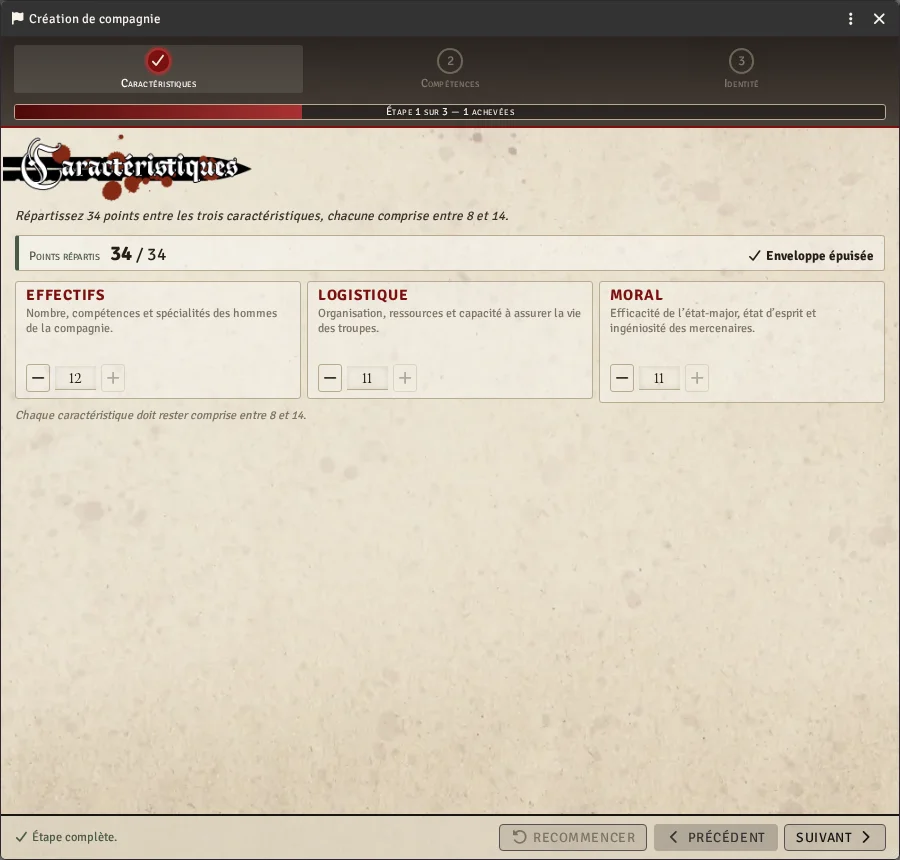 Création de compagnie
2
3
Caractéristiques
Compétences
Identité
Étape 1 sur 3 — 1 achevées
Caractéristiques
Répartissez 34 points entre les trois caractéristiques, chacune comprise entre 8 et 14.
Points répartis 34 / 34
Enveloppe épuisée
EFFECTIFS
Nombre, compétences et spécialités des hommes
de la compagnie.
12
LOGISTIQUE
Organisation, ressources et capacité à assurer la vie
des troupes.
11
MORAL
Efficacité de l’état-major, état d’esprit et
ingéniosité des mercenaires.
11
Chaque caractéristique doit rester comprise entre 8 et 14.
Étape complète.
RECOMMENCER
PRÉCÉDENT
SUIVANT